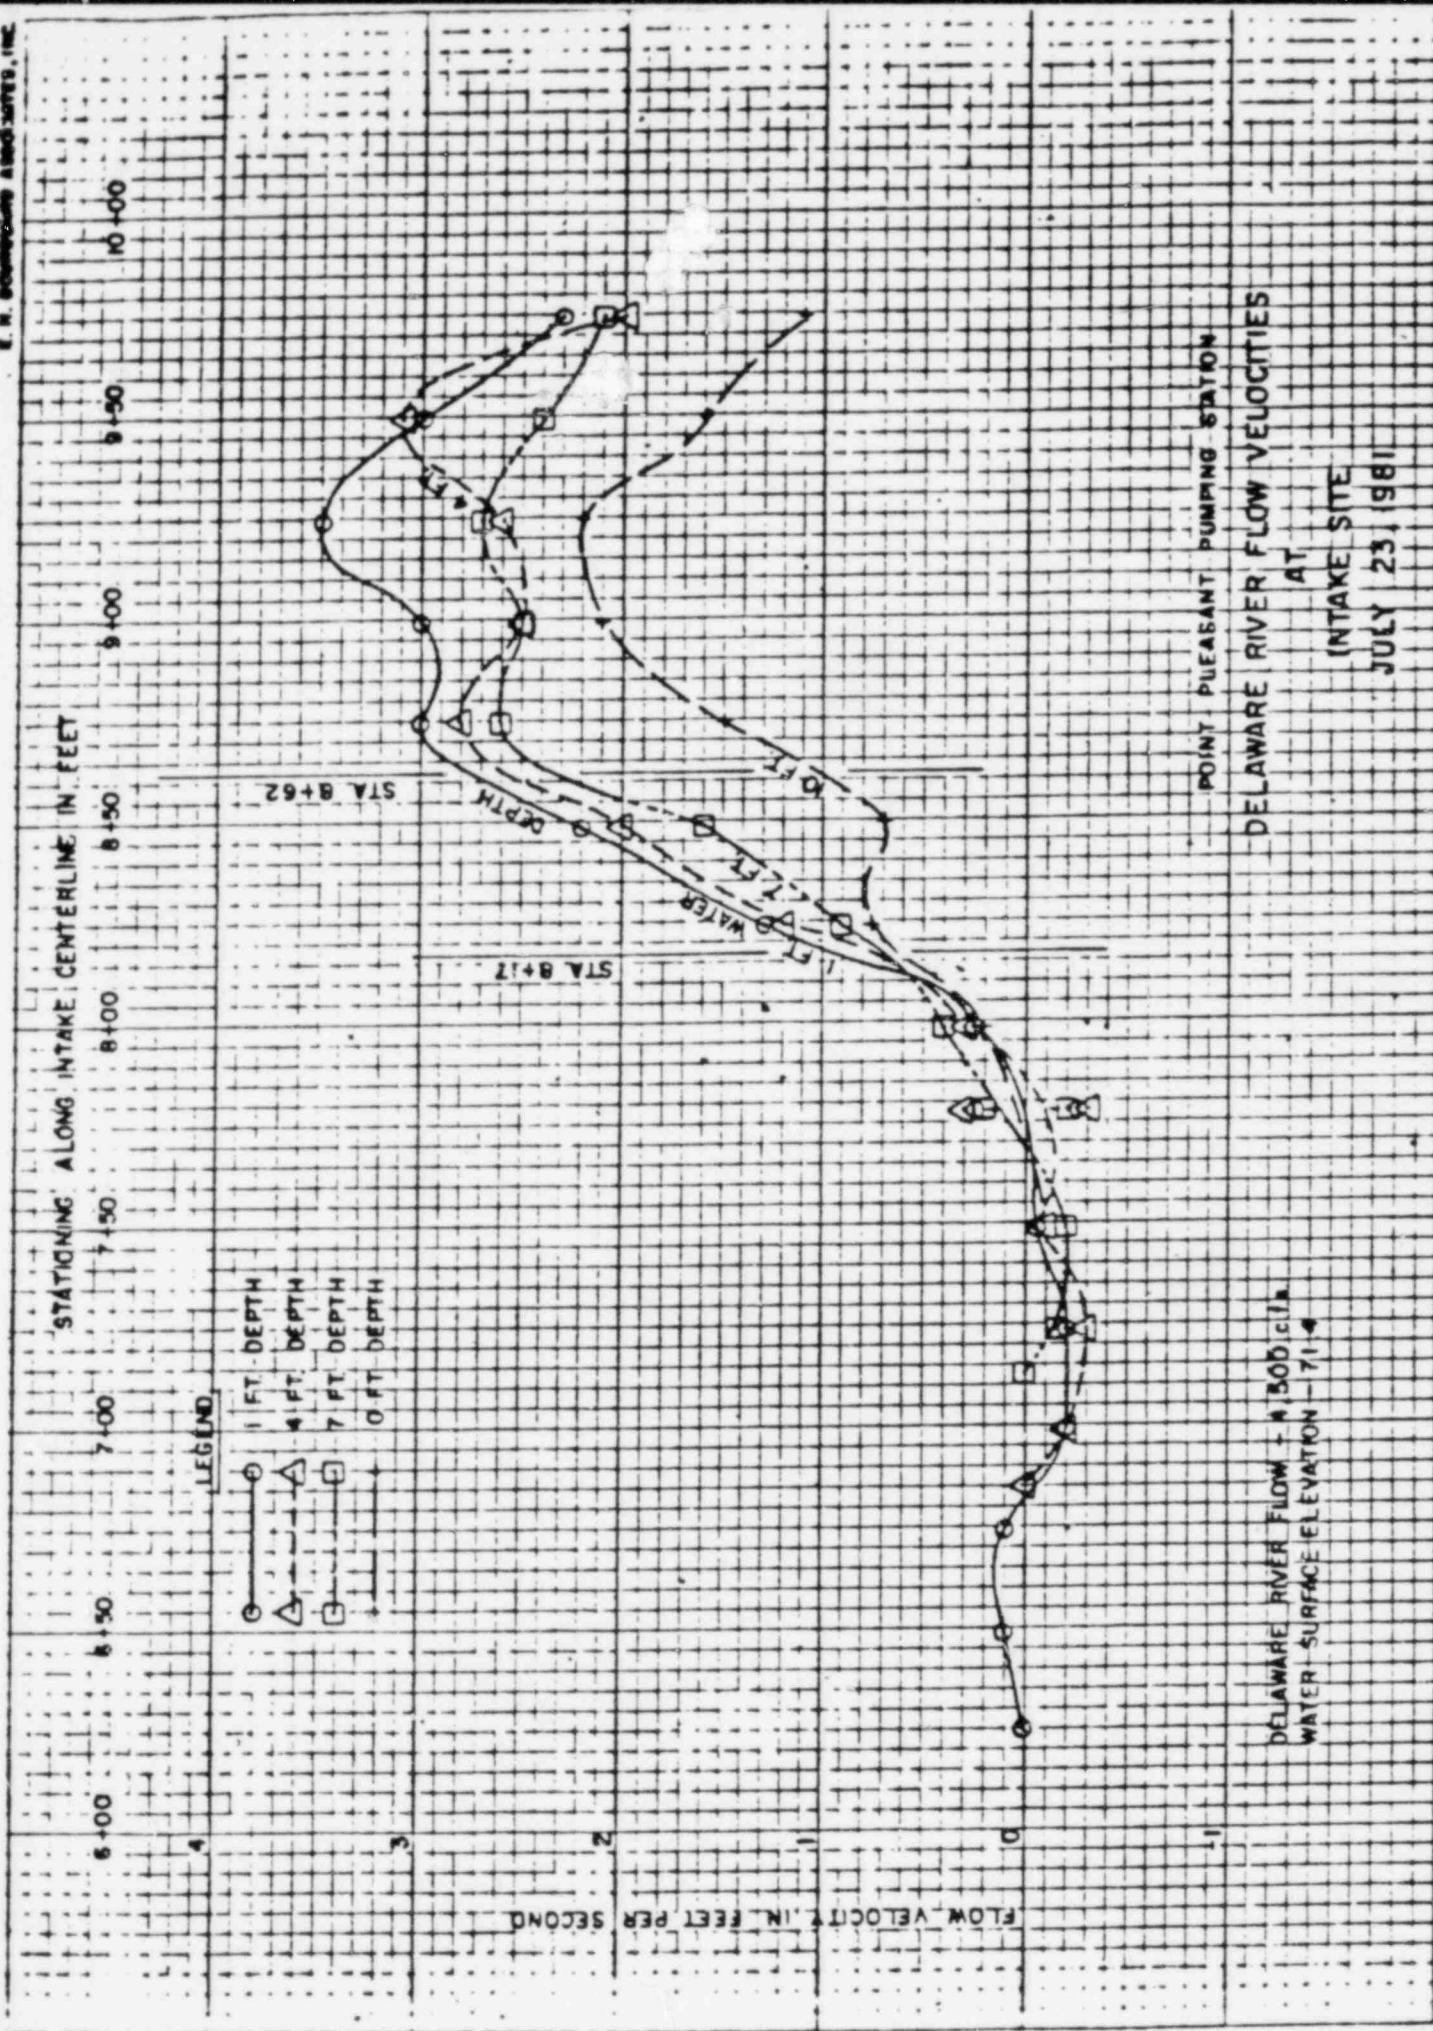 STATIONING ALONG INTAKE CENTERLINE IN FEET
6+00 6+50 7+00 7+50 8+00 8+50 9+00 9+50 10+00
LEGEND
1 FT. DEPTH
4 FT. DEPTH
7 FT. DEPTH
0 FT. DEPTH
4
3
2
1
0
-1
FLOW VELOCITY IN FEET PER SECOND
STA 8+17
STA 8+62
1 FT. WATER DEPTH
7 FT.
10 FT.
4 FT.
DELAWARE RIVER FLOW - 4,500 c.f.s.
WATER SURFACE ELEVATION - 71.4
POINT PLEASANT PUMPING STATION
DELAWARE RIVER FLOW VELOCITIES
AT
INTAKE SITE
JULY 23, 1981